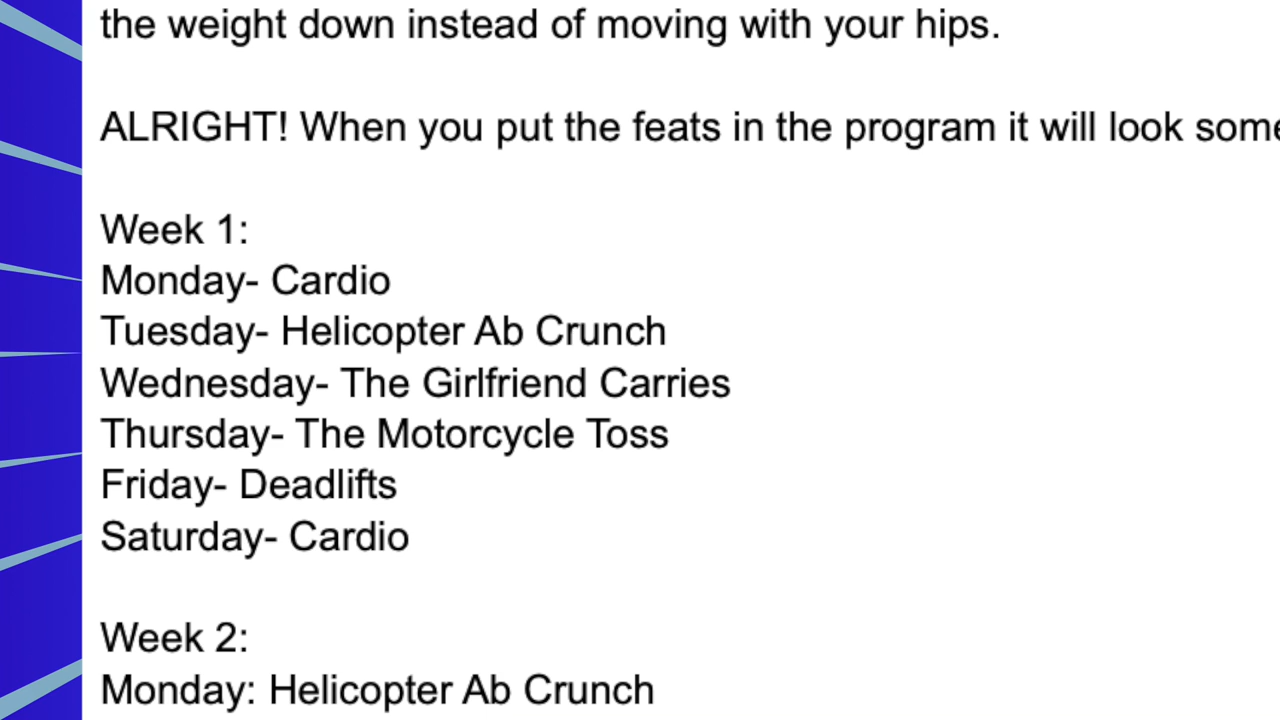 the weight down instead of moving with your hips.
ALRIGHT! When you put the feats in the program it will look some
Week 1:
Monday- Cardio
Tuesday- Helicopter Ab Crunch
Wednesday- The Girlfriend Carries
Thursday- The Motorcycle Toss
Friday- Deadlifts
Saturday- Cardio
Week 2:
Monday: Helicopter Ab Crunch